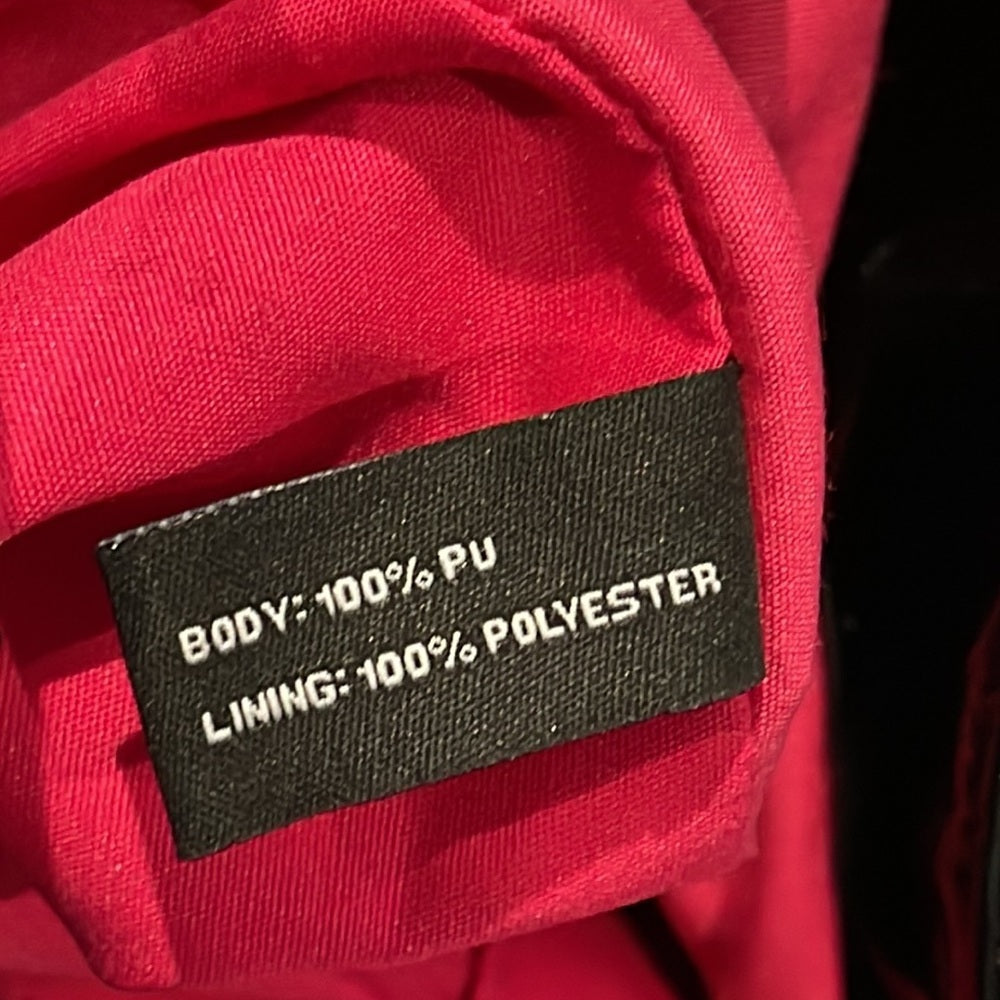 BODY: 100% PU
LINING: 100% POLYESTER